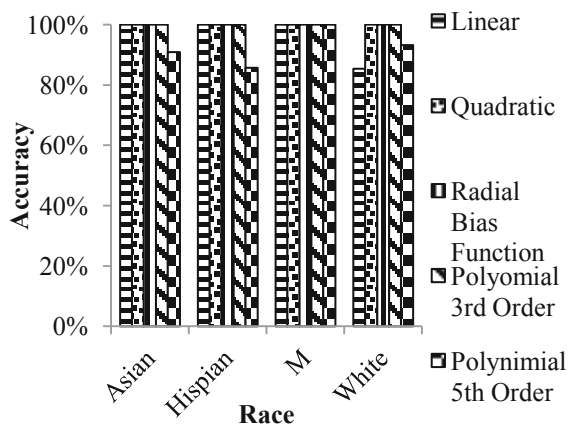 100%
80%
60%
40%
20%
0%
Accuracy
Asian
Hispian
M
White
Race
Linear
Quadratic
Radial
Bias
Function
Polyomial
3rd Order
Polynimial
5th Order